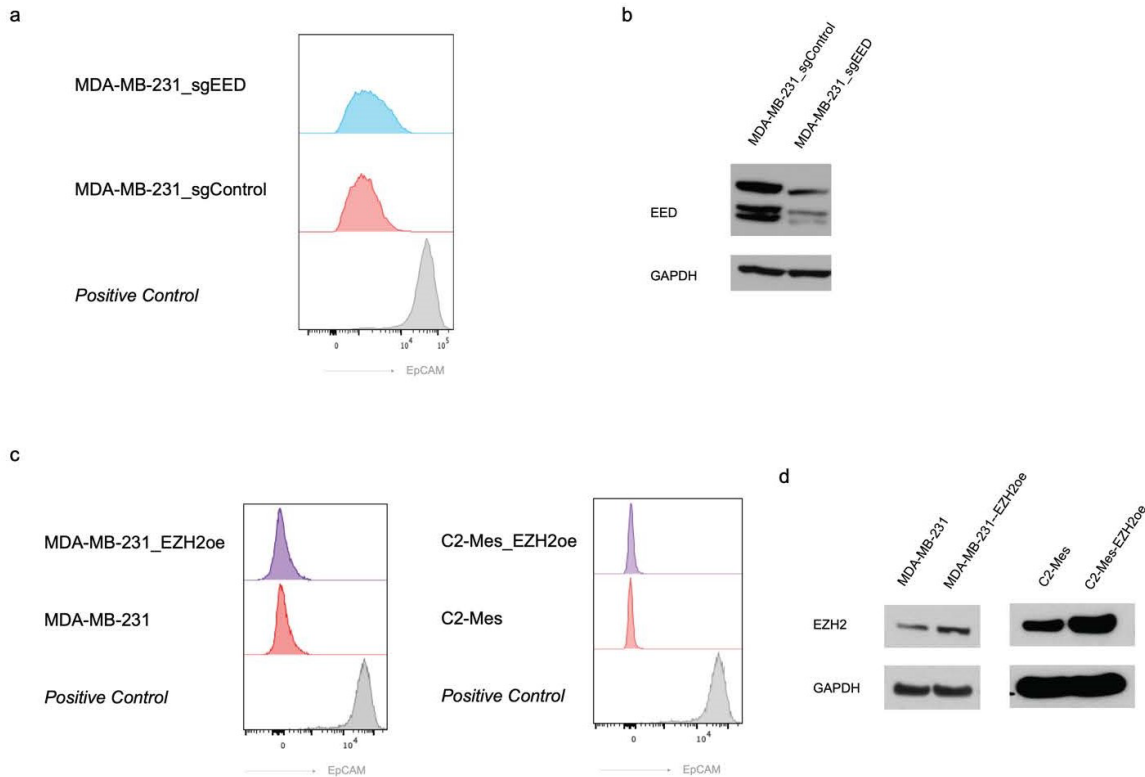 a
MDA-MB-231_sgEED
MDA-MB-231_sgControl
Positive Control
0 10⁴ 10⁵
EpCAM
b
MDA-MB-231_sgControl
MDA-MB-231_sgEED
EED
GAPDH
c
MDA-MB-231_EZH2oe
MDA-MB-231
Positive Control
0 10⁴
EpCAM
C2-Mes_EZH2oe
C2-Mes
Positive Control
0 10⁴
EpCAM
d
MDA-MB-231
MDA-MB-231--EZH2oe
C2-Mes
C2-Mes-EZH2oe
EZH2
GAPDH